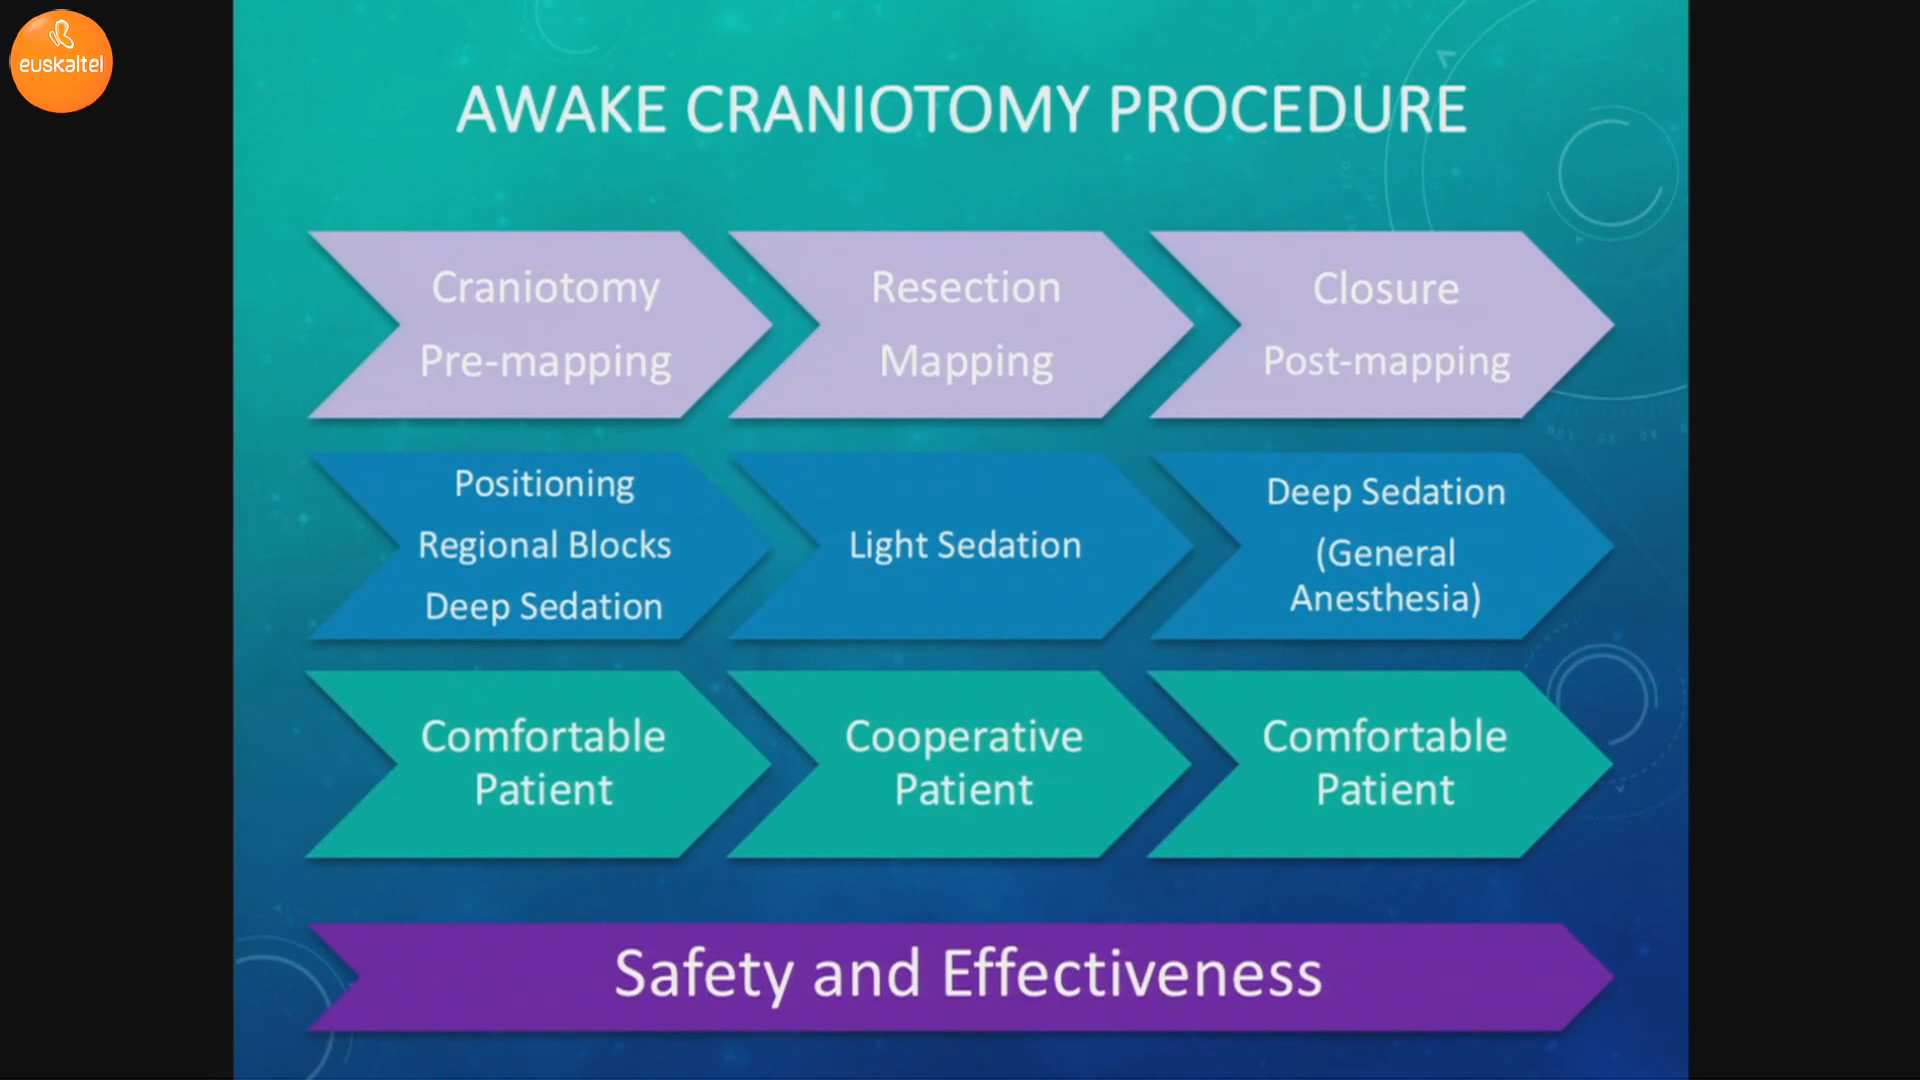 euskaltel
AWAKE CRANIOTOMY PROCEDURE
Craniotomy
Pre-mapping
Resection
Mapping
Closure
Post-mapping
Positioning
Regional Blocks
Deep Sedation
Light Sedation
Deep Sedation
(General
Anesthesia)
Comfortable
Patient
Cooperative
Patient
Comfortable
Patient
Safety and Effectiveness